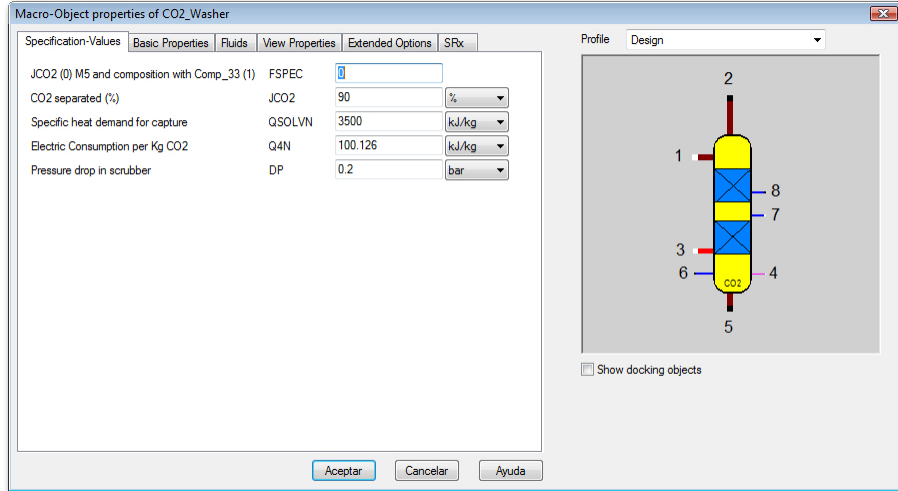 Macro-Object properties of CO2_Washer
Specification-Values Basic Properties Fluids View Properties Extended Options SRx
Profile Design
JCO2 (0) M5 and composition with Comp_33 (1) FSPEC 0
CO2 separated (%) JCO2 90 %
Specific heat demand for capture QSOLVN 3500 kJ/kg
Electric Consumption per Kg CO2 Q4N 100.126 kJ/kg
Pressure drop in scrubber DP 0.2 bar
2
1
8
7
3
6
4
CO2
5
Show docking objects
Aceptar Cancelar Ayuda